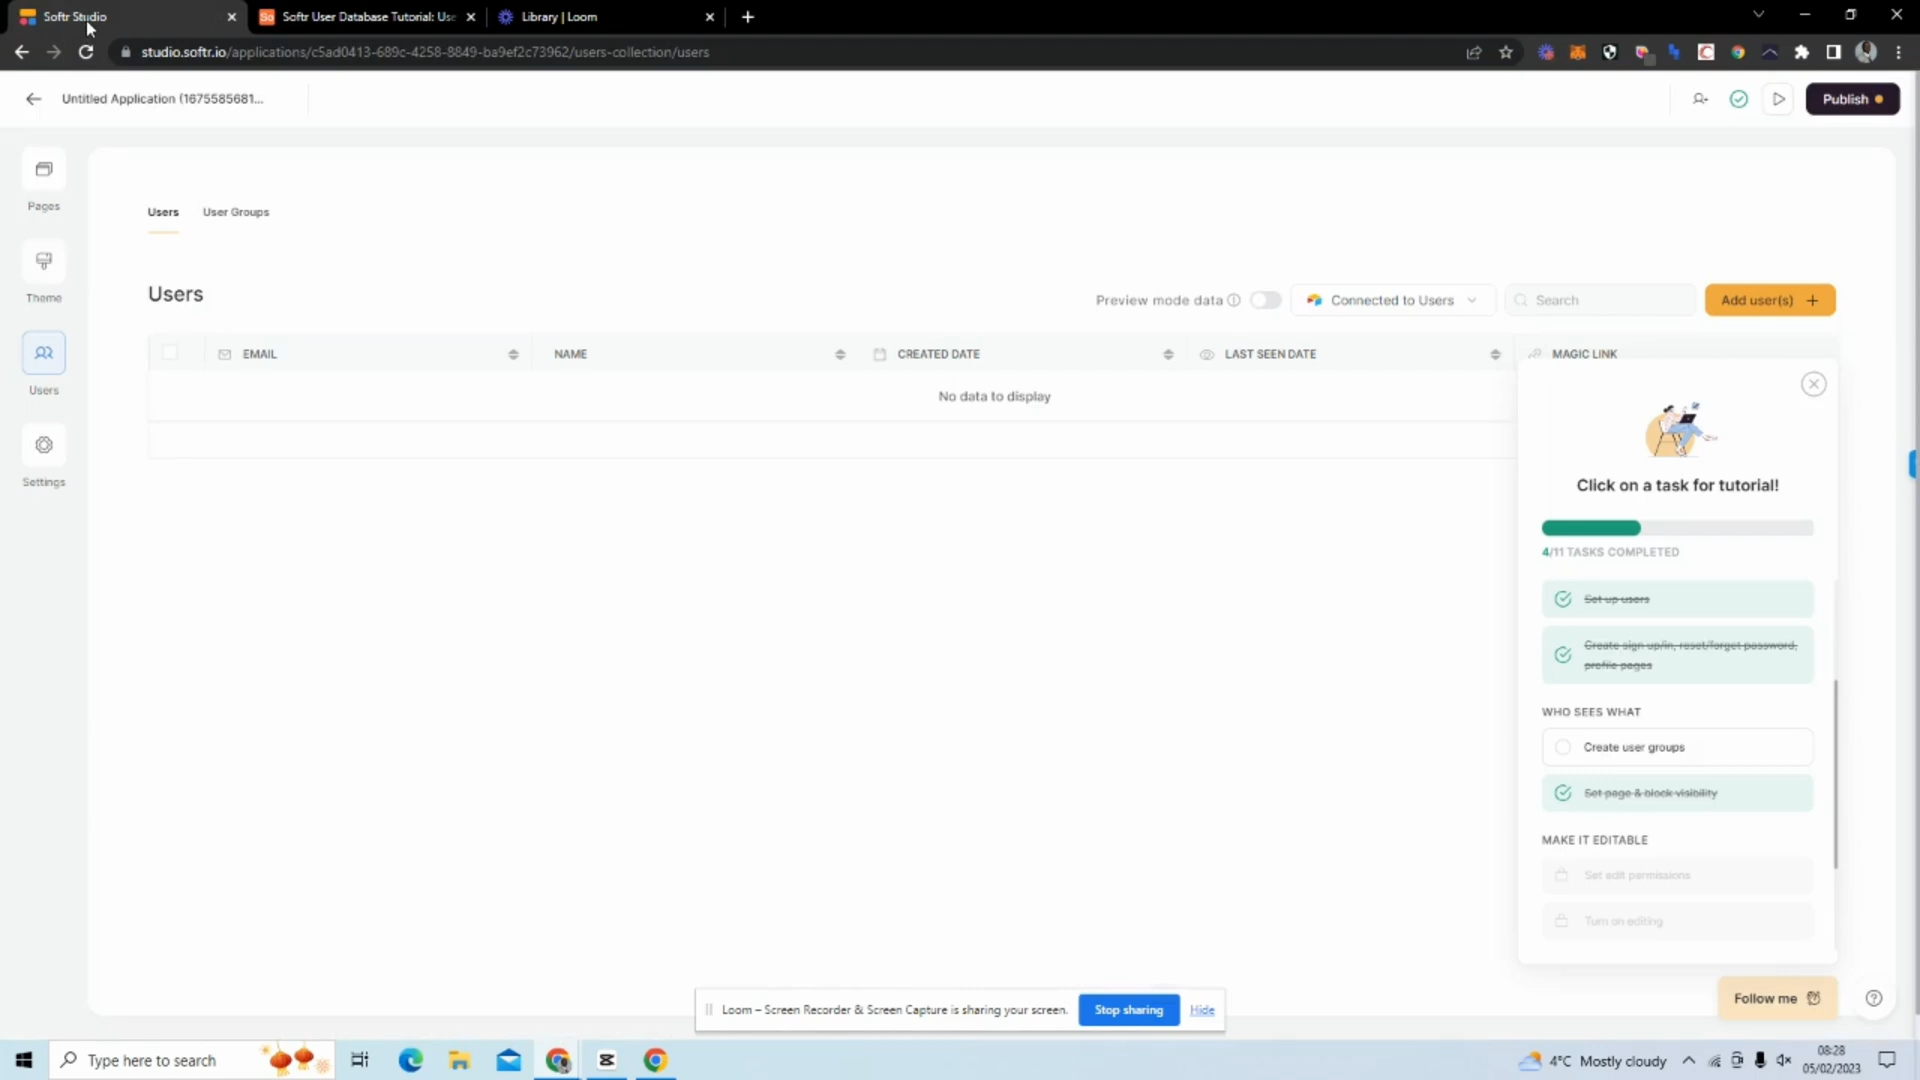 Softr Studio
Softr User Database Tutorial: Use
Library | Loom
studio.softr.io/applications/c5ad0413-689c-4258-8849-ba9ef2c73962/users-collection/users
Untitled Application (1675585681...
Publish
Pages
Theme
Users
Settings
Users
User Groups
Users
Preview mode data
Connected to Users
Search
Add user(s) +
EMAIL
NAME
CREATED DATE
LAST SEEN DATE
MAGIC LINK
No data to display
Click on a task for tutorial!
4/11 TASKS COMPLETED
Set up users
Create sign up/in, reset/forget password,
profile pages
WHO SEES WHAT
Create user groups
Set page & block visibility
MAKE IT EDITABLE
Set edit permissions
Turn on editing
Follow me
Loom – Screen Recorder & Screen Capture is sharing your screen.
Stop sharing
Hide
Type here to search
4°C Mostly cloudy
08:28
05/02/2023